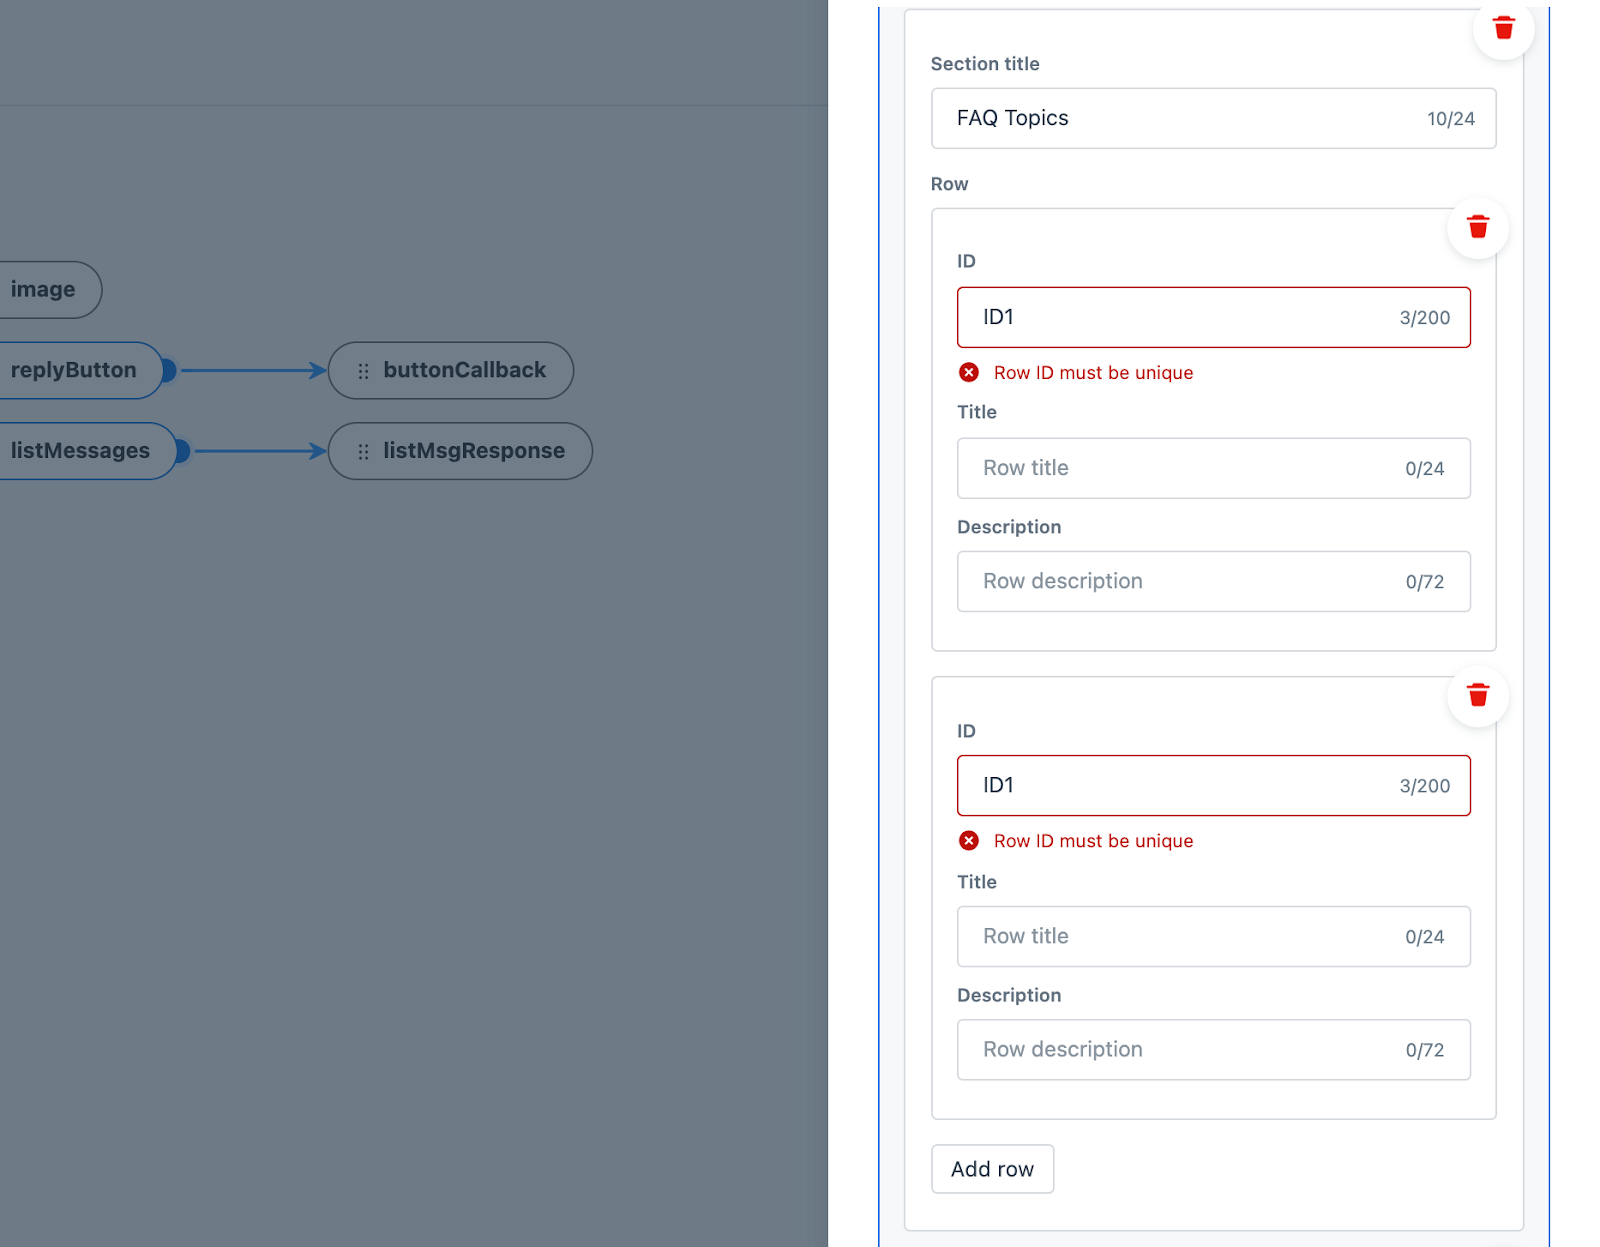 image
replyButton
buttonCallback
listMessages
listMsgResponse
Section title
FAQ Topics 10/24
Row
ID
ID1 3/200
Row ID must be unique
Title
Row title 0/24
Description
Row description 0/72
ID
ID1 3/200
Row ID must be unique
Title
Row title 0/24
Description
Row description 0/72
Add row